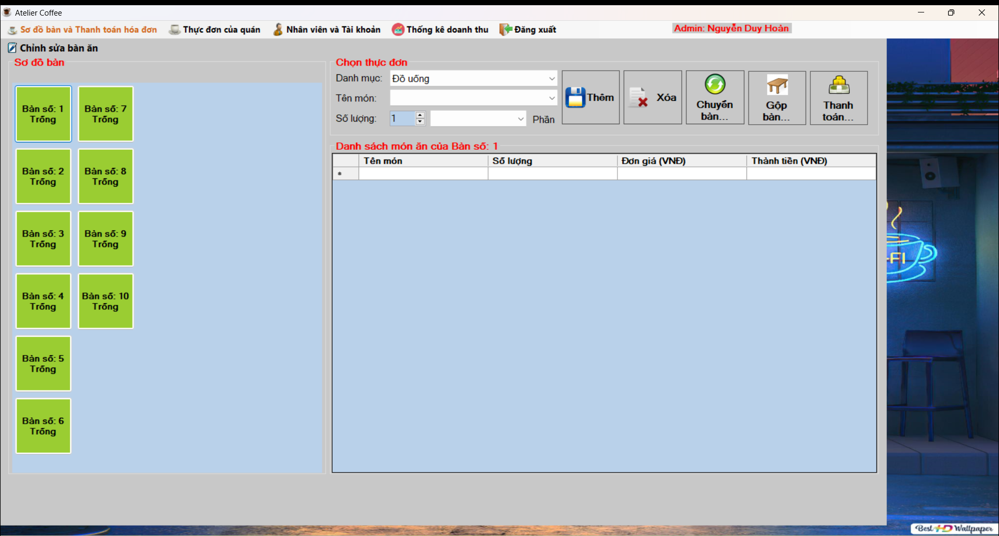 Atelier Coffee
Sơ đồ bàn và Thanh toán hóa đơn
Thực đơn của quán
Nhân viên và Tài khoản
Thống kê doanh thu
Đăng xuất
Admin: Nguyễn Duy Hoàn
Chỉnh sửa bàn ăn
Sơ đồ bàn
Bàn số: 1
Trống
Bàn số: 7
Trống
Bàn số: 2
Trống
Bàn số: 8
Trống
Bàn số: 3
Trống
Bàn số: 9
Trống
Bàn số: 4
Trống
Bàn số: 10
Trống
Bàn số: 5
Trống
Bàn số: 6
Trống
Chọn thực đơn
Danh mục: Đồ uống
Tên món:
Số lượng: 1 Phần
Thêm
Xóa
Chuyển
bàn...
Gộp
bàn...
Thanh
toán...
Danh sách món ăn của Bàn số: 1
Tên món Số lượng Đơn giá (VNĐ) Thành tiền (VNĐ)
*
-FI
Best HD Wallpaper